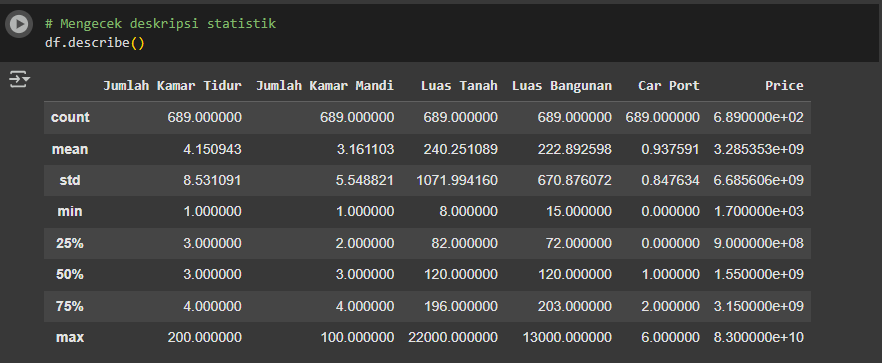 # Mengecek deskripsi statistik
df.describe()
Jumlah Kamar Tidur Jumlah Kamar Mandi Luas Tanah Luas Bangunan Car Port Price
count 689.000000 689.000000 689.000000 689.000000 689.000000 6.890000e+02
mean 4.150943 3.161103 240.251089 222.892598 0.937591 3.285353e+09
std 8.531091 5.548821 1071.994160 670.876072 0.847634 6.685606e+09
min 1.000000 1.000000 8.000000 15.000000 0.000000 1.700000e+03
25% 3.000000 2.000000 82.000000 72.000000 0.000000 9.000000e+08
50% 3.000000 3.000000 120.000000 120.000000 1.000000 1.550000e+09
75% 4.000000 4.000000 196.000000 203.000000 2.000000 3.150000e+09
max 200.000000 100.000000 22000.000000 13000.000000 6.000000 8.300000e+10